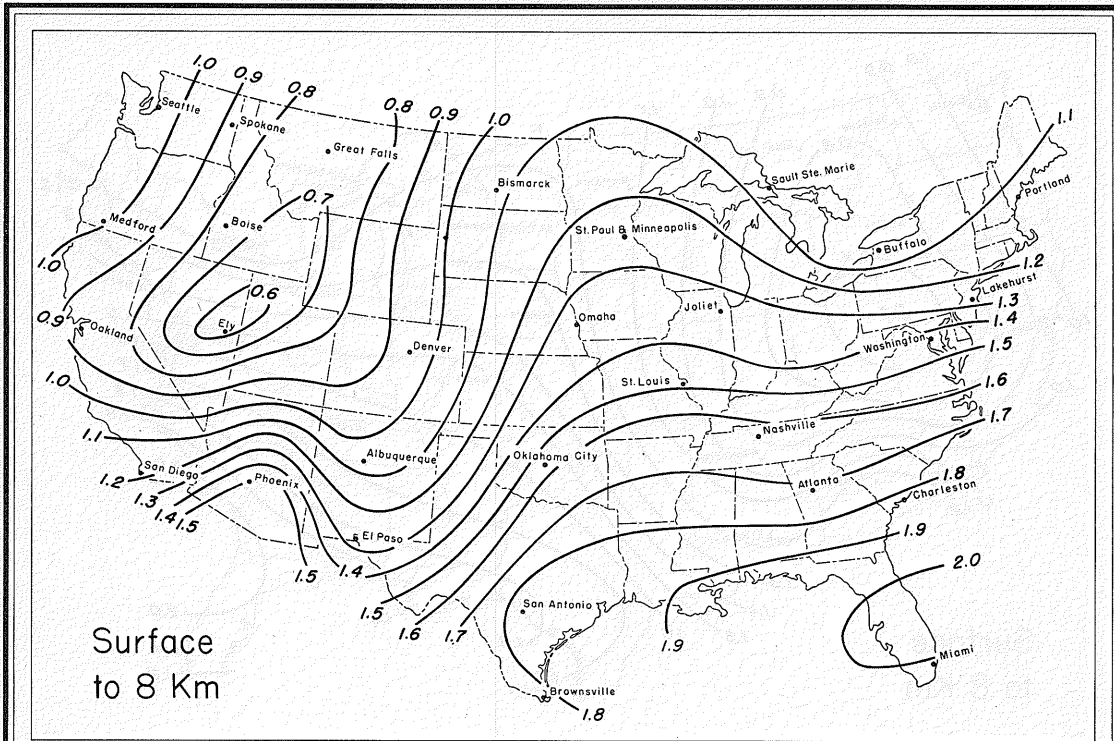 1.0
0.9
0.8
0.8
0.9
1.0
1.1
Seattle
Spokane
Great Falls
Bismarck
Sault Ste. Marie
Portland
0.7
Medford
Boise
St. Paul & Minneapolis
Buffalo
1.0
1.2
Lakehurst
0.6
1.3
Ely
Omaha
Joliet
1.4
0.9
Oakland
Denver
Washington
1.5
1.0
St. Louis
1.6
1.7
1.1
Nashville
Albuquerque
Oklahoma City
San Diego
1.2
Phoenix
Atlanta
1.8
1.3
Charleston
1.4
1.5
1.9
El Paso
2.0
1.5
1.4
1.5
San Antonio
1.6
1.7
1.9
Surface
to 8 Km
Miami
Brownsville
1.8